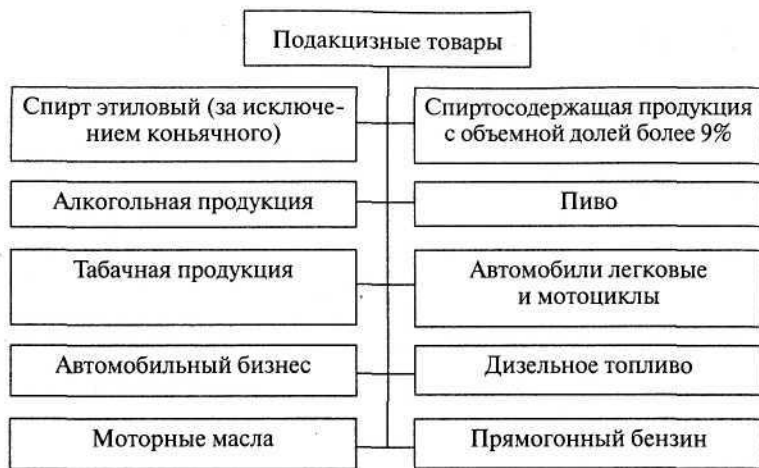 Подакцизные товары
Спирт этиловый (за исключе-
нием коньячного)
Спиртосодержащая продукция
с объемной долей более 9%
Алкогольная продукция
Пиво
Табачная продукция
Автомобили легковые
и мотоциклы
Автомобильный бизнес
Дизельное топливо
Моторные масла
Прямогонный бензин